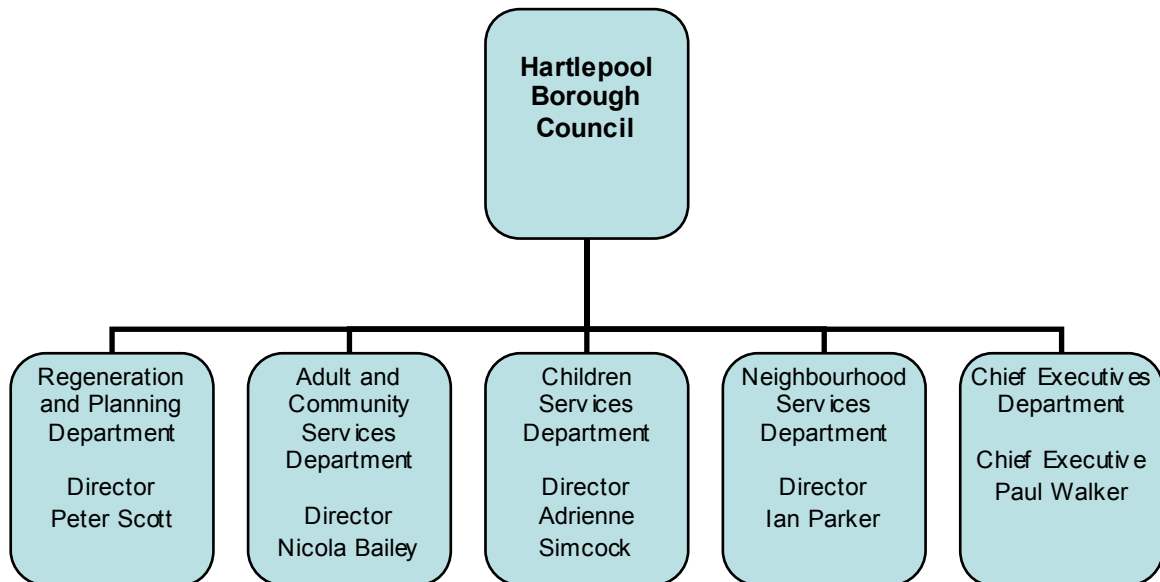 Hartlepool
Borough
Council
Regeneration
and Planning
Department
Director
Peter Scott
Adult and
Community
Services
Department
Director
Nicola Bailey
Children
Services
Department
Director
Adrienne
Simcock
Neighbourhood
Services
Department
Director
Ian Parker
Chief Executives
Department
Chief Executive
Paul Walker